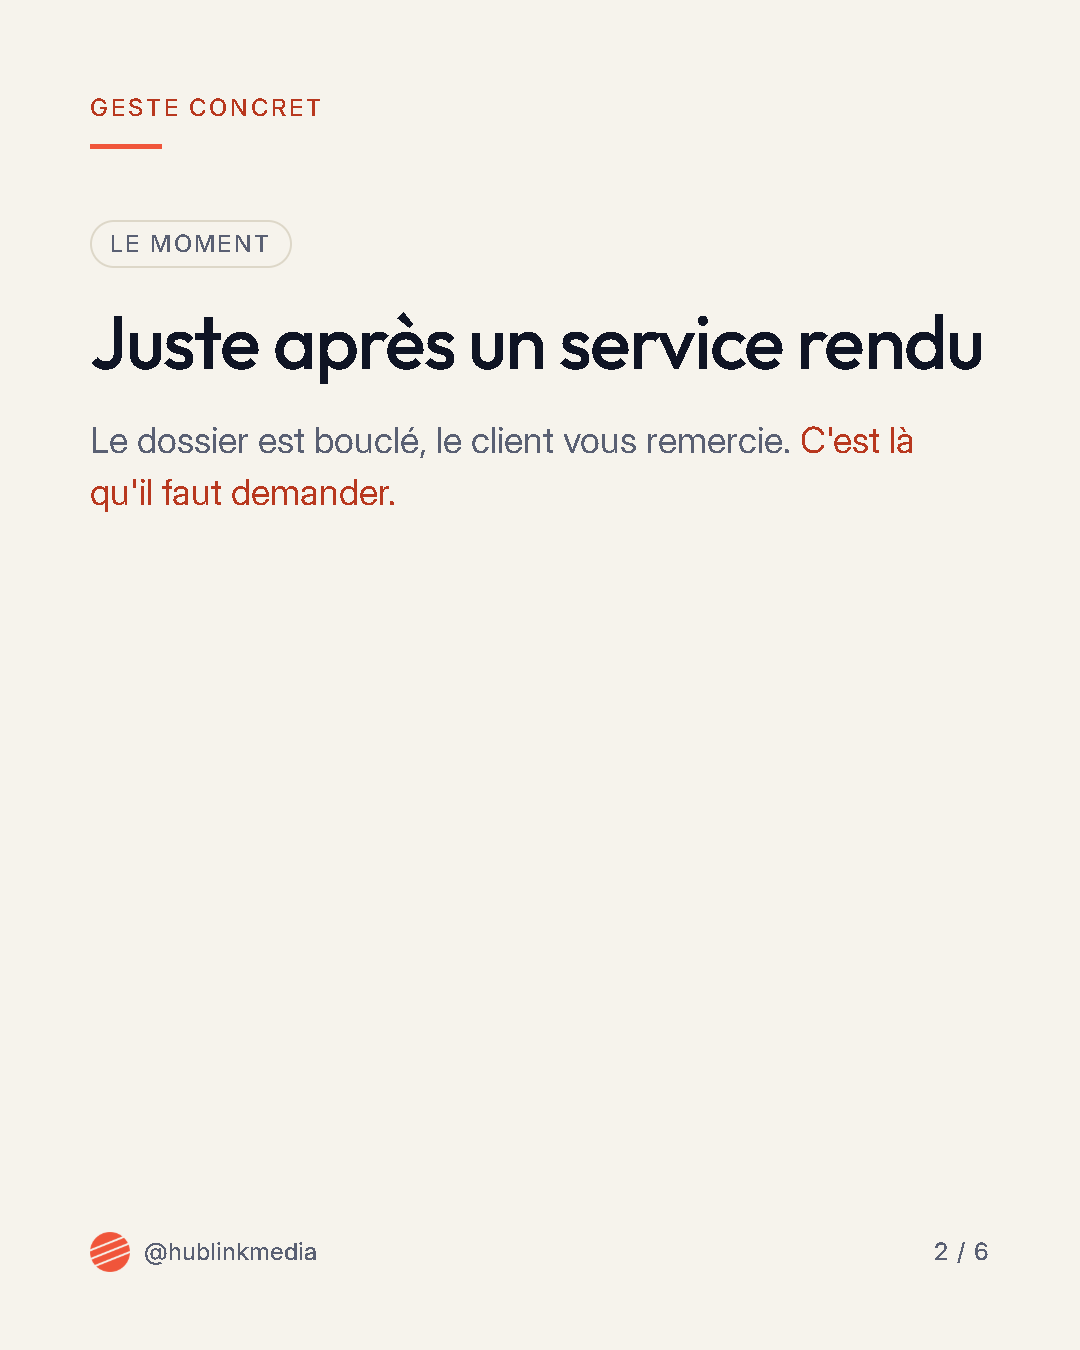 GESTE CONCRET
LE MOMENT
Juste après un service rendu
Le dossier est bouclé, le client vous remercie. C'est là
qu'il faut demander.
@hublinkmedia
2 / 6